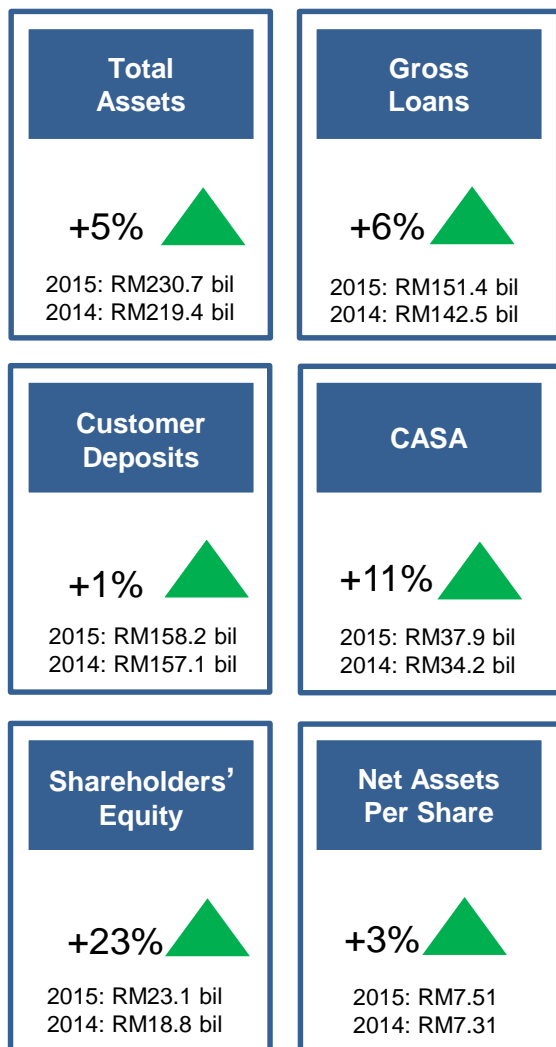 Total
Assets
+5%
2015: RM230.7 bil
2014: RM219.4 bil
Gross
Loans
+6%
2015: RM151.4 bil
2014: RM142.5 bil
Customer
Deposits
+1%
2015: RM158.2 bil
2014: RM157.1 bil
CASA
+11%
2015: RM37.9 bil
2014: RM34.2 bil
Shareholders’
Equity
+23%
2015: RM23.1 bil
2014: RM18.8 bil
Net Assets
Per Share
+3%
2015: RM7.51
2014: RM7.31